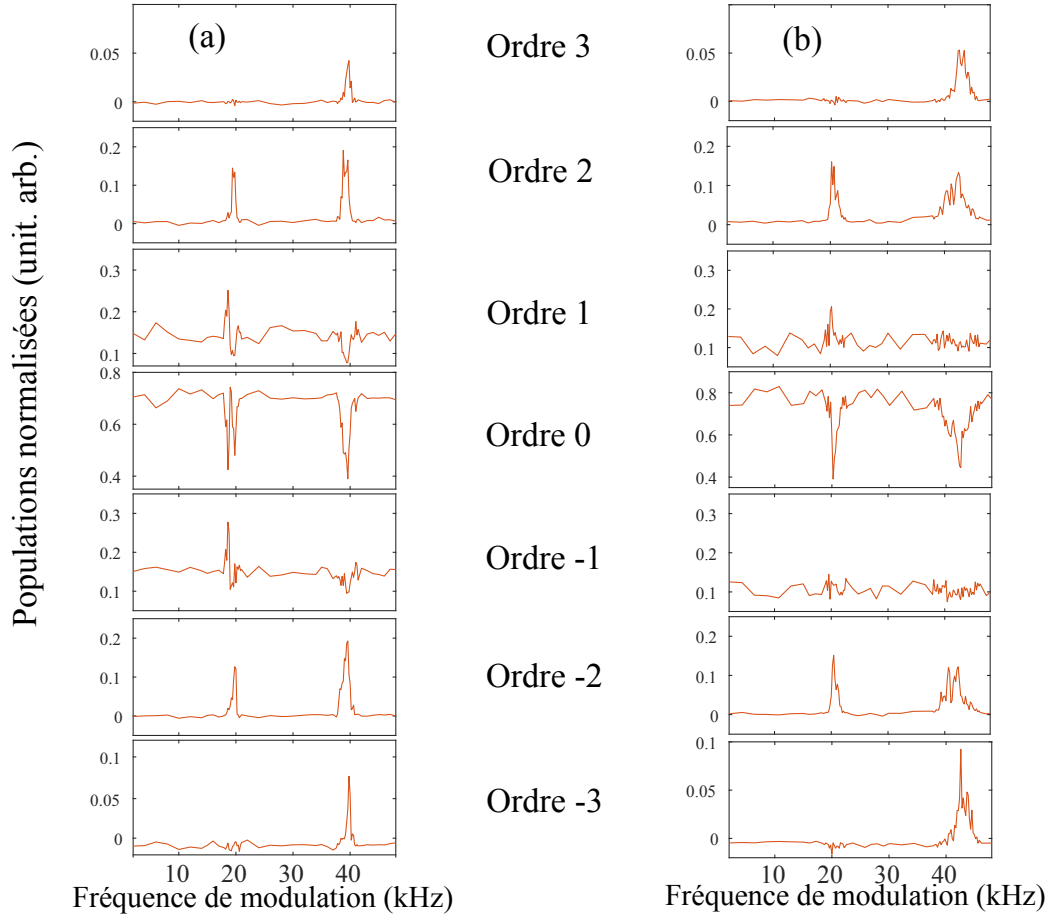 (a)
Ordre 3
(b)
0.05
0
0.05
0
Ordre 2
0.2
0.1
0
0.2
0.1
0
Ordre 1
0.3
0.2
0.1
0.3
0.2
0.1
Ordre 0
0.8
0.6
0.4
0.8
0.6
0.4
Ordre -1
0.3
0.2
0.1
0.3
0.2
0.1
Ordre -2
0.2
0.1
0
0.2
0.1
0
Ordre -3
0.05
0
0.1
0.05
0
10 20 30 40
10 20 30 40
Populations normalisées (unit. arb.)
Fréquence de modulation (kHz)
Fréquence de modulation (kHz)